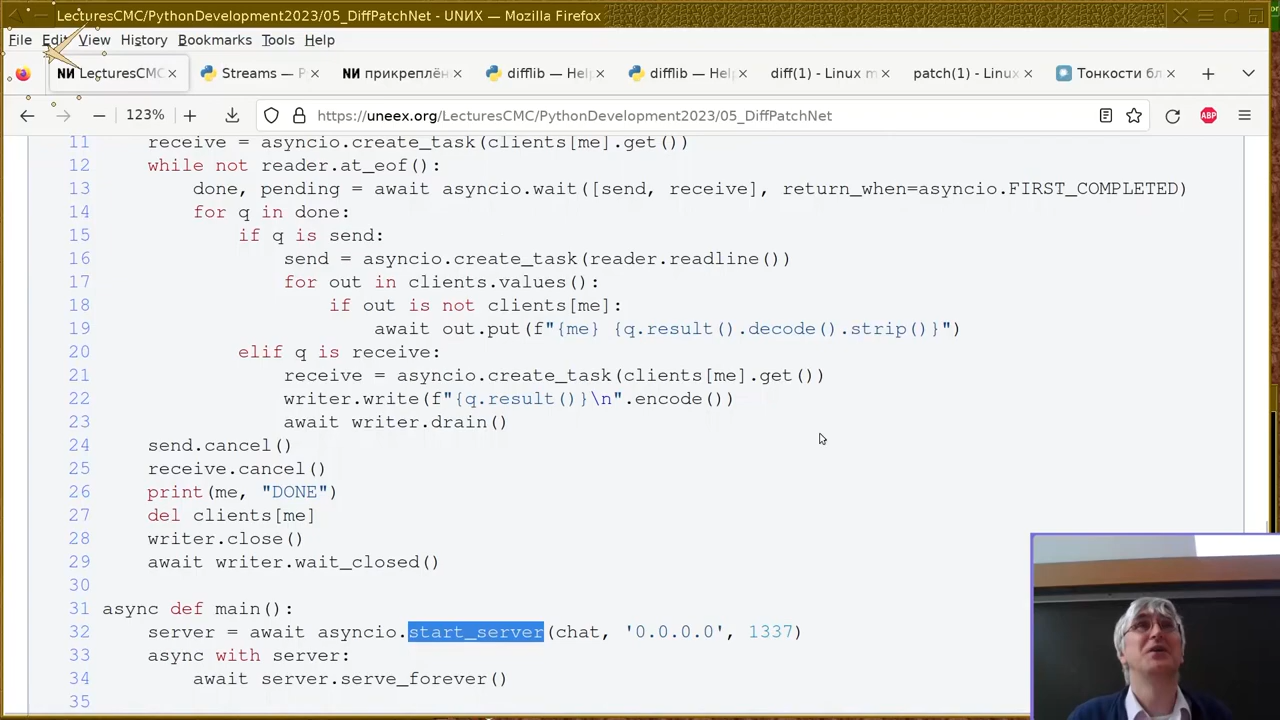 LecturesCMC/PythonDevelopment2023/05_DiffPatchNet - UNИX — Mozilla Firefox
File Edit View History Bookmarks Tools Help
NИ LecturesCMC Streams — P NИ прикреплён difflib — Hel difflib — Hel diff(1) - Linux m patch(1) - Linux Тонкости бл
123% https://uneex.org/LecturesCMC/PythonDevelopment2023/05_DiffPatchNet ABP
11 receive = asyncio.create_task(clients[me].get())
12 while not reader.at_eof():
13 done, pending = await asyncio.wait([send, receive], return_when=asyncio.FIRST_COMPLETED)
14 for q in done:
15 if q is send:
16 send = asyncio.create_task(reader.readline())
17 for out in clients.values():
18 if out is not clients[me]:
19 await out.put(f"{me} {q.result().decode().strip()}")
20 elif q is receive:
21 receive = asyncio.create_task(clients[me].get())
22 writer.write(f"{q.result()}\n".encode())
23 await writer.drain()
24 send.cancel()
25 receive.cancel()
26 print(me, "DONE")
27 del clients[me]
28 writer.close()
29 await writer.wait_closed()
30
31 async def main():
32 server = await asyncio.start_server(chat, '0.0.0.0', 1337)
33 async with server:
34 await server.serve_forever()
35